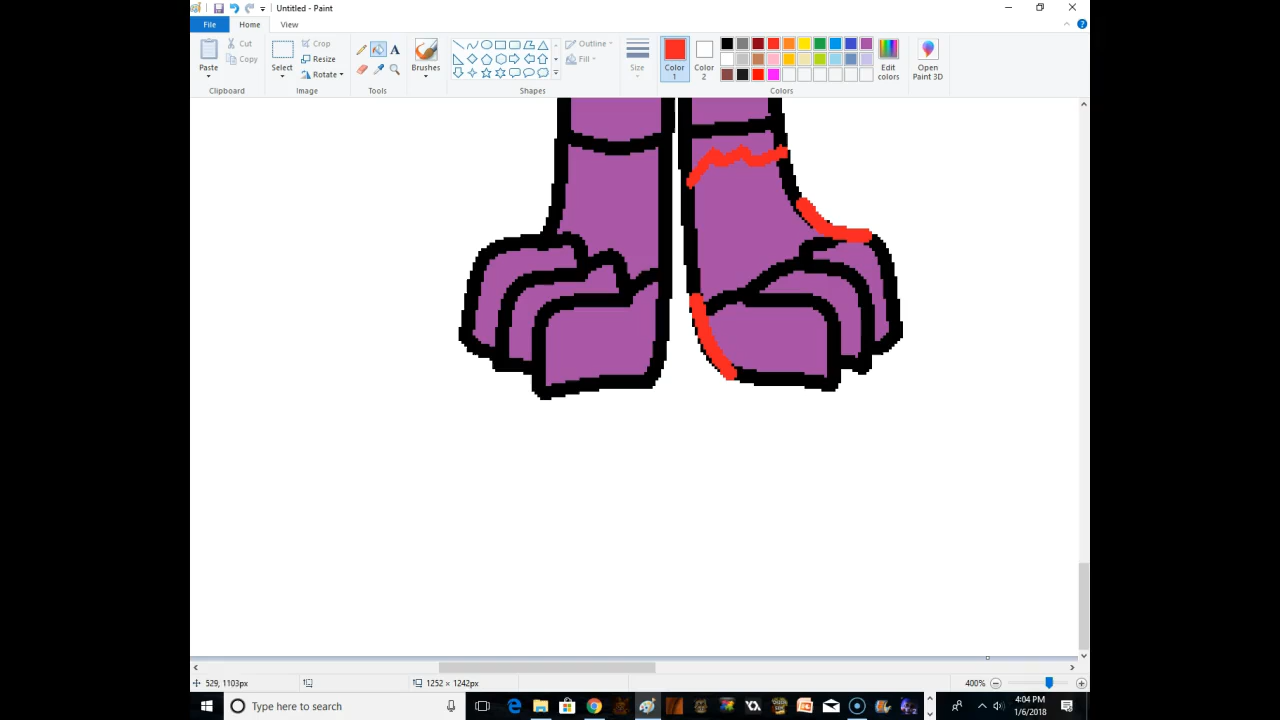 Untitled - Paint
File Home View
Paste
Cut
Copy
Clipboard
Select
Crop
Resize
Rotate
Image
A
Tools
Brushes
Outline
Fill
Shapes
Size
Color 1
Color 2
Edit colors
Colors
Open Paint 3D
529, 1103px
1252 × 1242px
400%
Type here to search
4:04 PM
1/6/2018